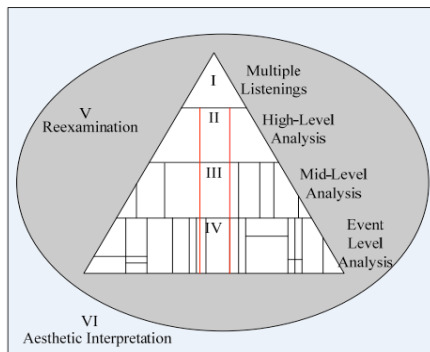 I
Multiple
Listenings
II
High-Level
Analysis
V
Reexamination
III
Mid-Level
Analysis
IV
Event
Level
Analysis
VI
Aesthetic Interpretation